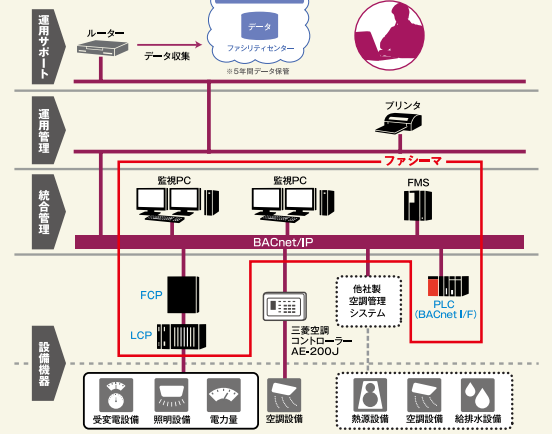 運用サポート
ルーター
データ収集
データ
ファシリティセンター
※5年間データ保管
運用管理
プリンタ
ファシーマ
統合管理
監視PC
監視PC
FMS
BACnet/IP
設備機器
FCP
LCP
三菱空調
コントローラー
AE-200J
他社製
空調管理
システム
PLC
(BACnet I/F)
受変電設備
照明設備
電力量
空調設備
熱源設備
空調設備
給排水設備